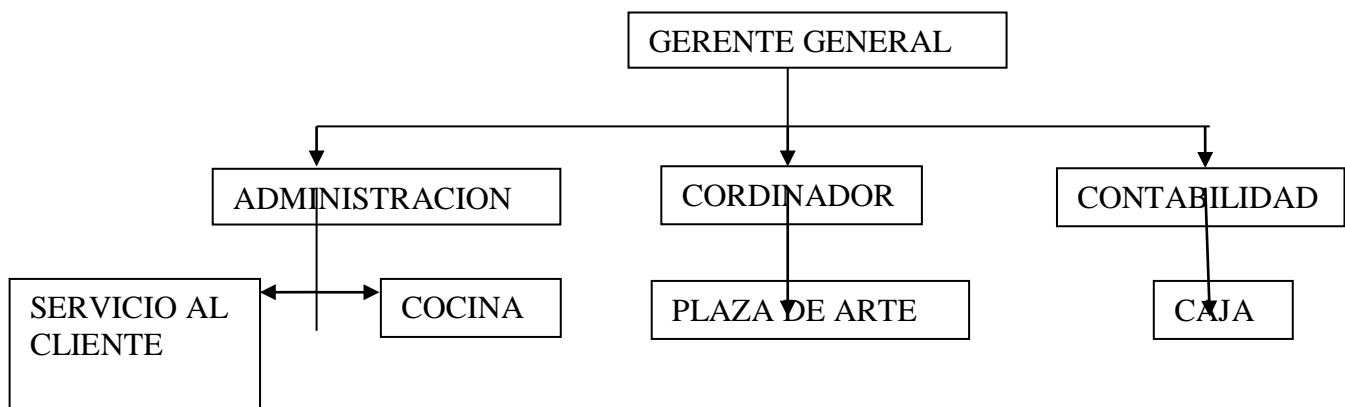 GERENTE GENERAL
ADMINISTRACION
CORDINADOR
CONTABILIDAD
SERVICIO AL
CLIENTE
COCINA
PLAZA DE ARTE
CAJA